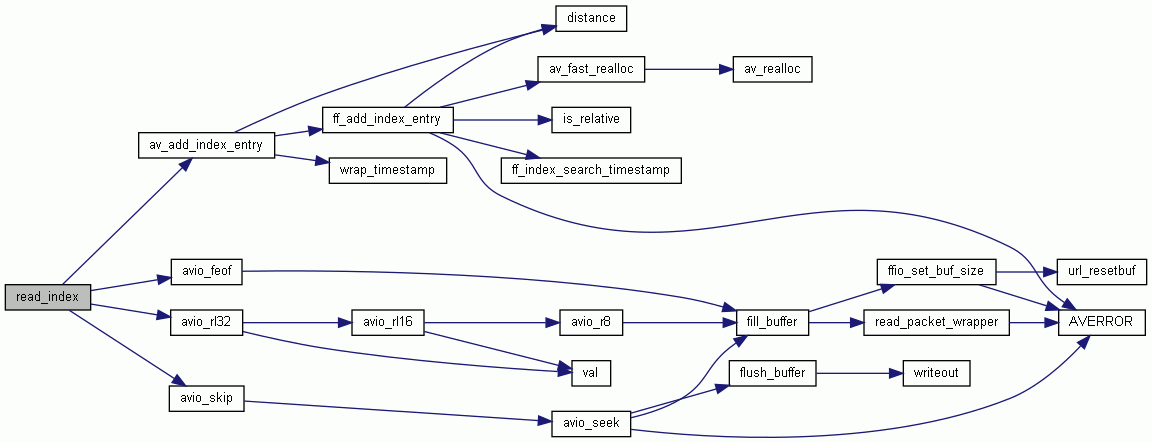 distance
av_fast_realloc
av_realloc
ff_add_index_entry
is_relative
av_add_index_entry
wrap_timestamp
ff_index_search_timestamp
avio_feof
ffio_set_buf_size
url_resetbuf
read_index
avio_rl32
avio_rl16
avio_r8
fill_buffer
read_packet_wrapper
AVERROR
val
flush_buffer
writeout
avio_skip
avio_seek